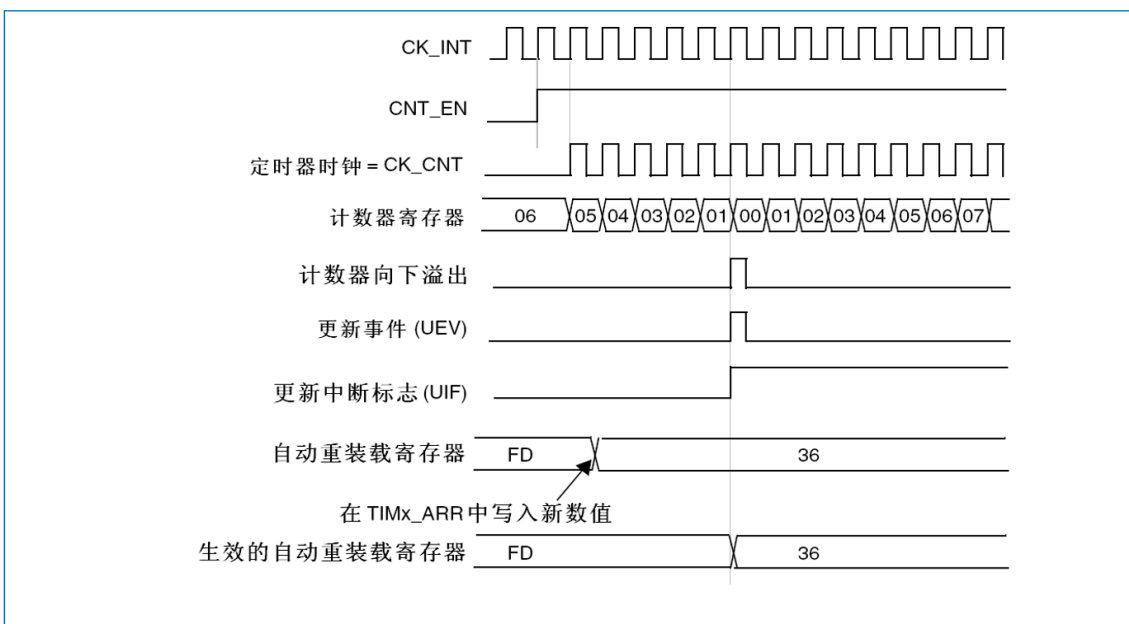 CK_INT
CNT_EN
定时器时钟 = CK_CNT
计数器寄存器 06 05 04 03 02 01 00 01 02 03 04 05 06 07
计数器向下溢出
更新事件 (UEV)
更新中断标志 (UIF)
自动重装载寄存器 FD 36
在 TIMx_ARR 中写入新数值
生效的自动重装载寄存器 FD 36